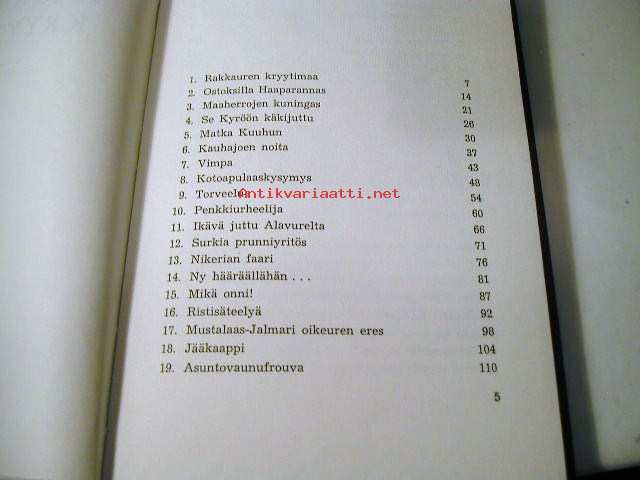 1. Rakkauren kryytimaa 7
2. Ostoksilla Haaparannas 14
3. Maaherrojen kuningas 21
4. Se Kyröön käkijuttu 26
5. Matka Kuuhun 30
6. Kauhajoen noita 37
7. Vimpa 43
8. Kotoapulaaskysymys 48
9. Torveelua 54
Antikvariaatti.net
10. Penkkiurheelija 60
11. Ikävä juttu Alavurelta 66
12. Surkia prunniyritös 71
13. Nikerian faari 76
14. Ny hääräällähän . . . 81
15. Mikä onni! 87
16. Ristisäteelyä 92
17. Mustalaas-Jalmari oikeuren eres 98
18. Jääkaappi 104
19. Asuntovaunufrouva 110
5